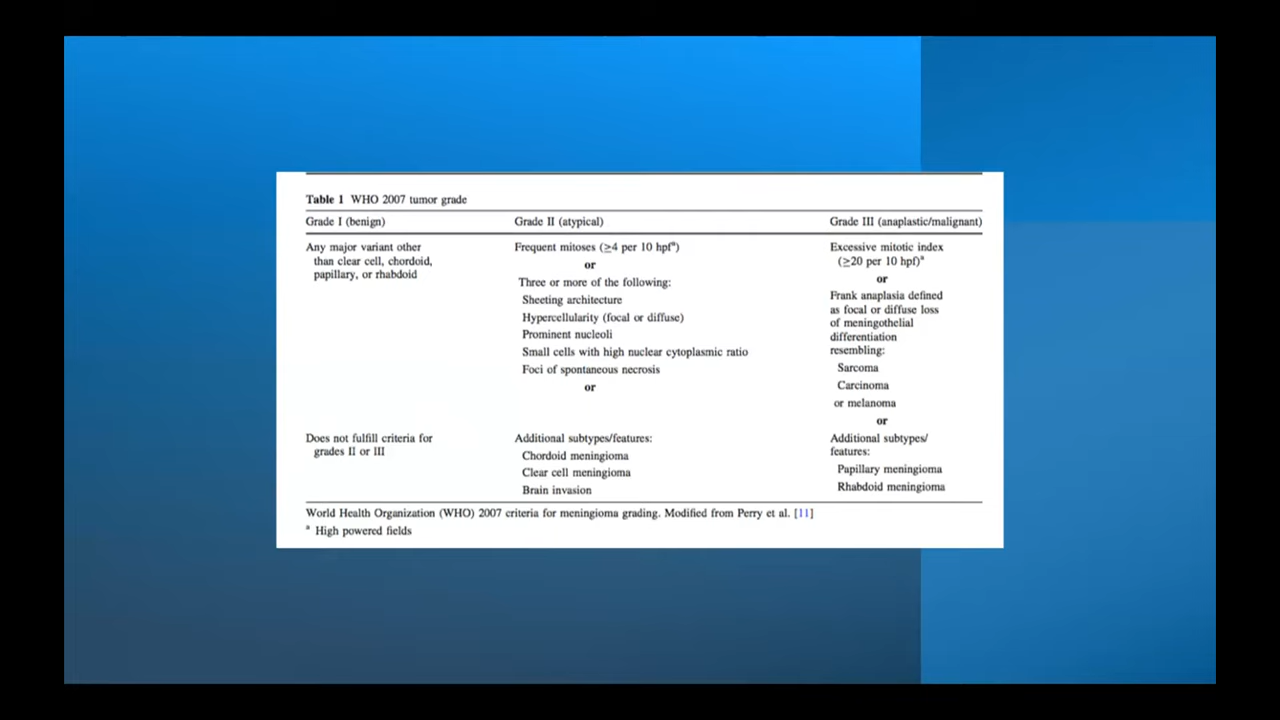 Table 1 WHO 2007 tumor grade
Grade I (benign)
Grade II (atypical)
Grade III (anaplastic/malignant)
Any major variant other
than clear cell, chordoid,
papillary, or rhabdoid
Does not fulfill criteria for
grades II or III
Frequent mitoses (≥4 per 10 hpfᵃ)
or
Three or more of the following:
Sheeting architecture
Hypercellularity (focal or diffuse)
Prominent nucleoli
Small cells with high nuclear cytoplasmic ratio
Foci of spontaneous necrosis
or
Additional subtypes/features:
Chordoid meningioma
Clear cell meningioma
Brain invasion
Excessive mitotic index
(≥20 per 10 hpf)ᵃ
or
Frank anaplasia defined
as focal or diffuse loss
of meningothelial
differentiation
resembling:
Sarcoma
Carcinoma
or melanoma
or
Additional subtypes/
features:
Papillary meningioma
Rhabdoid meningioma
World Health Organization (WHO) 2007 criteria for meningioma grading. Modified from Perry et al. [11]
ᵃ High powered fields